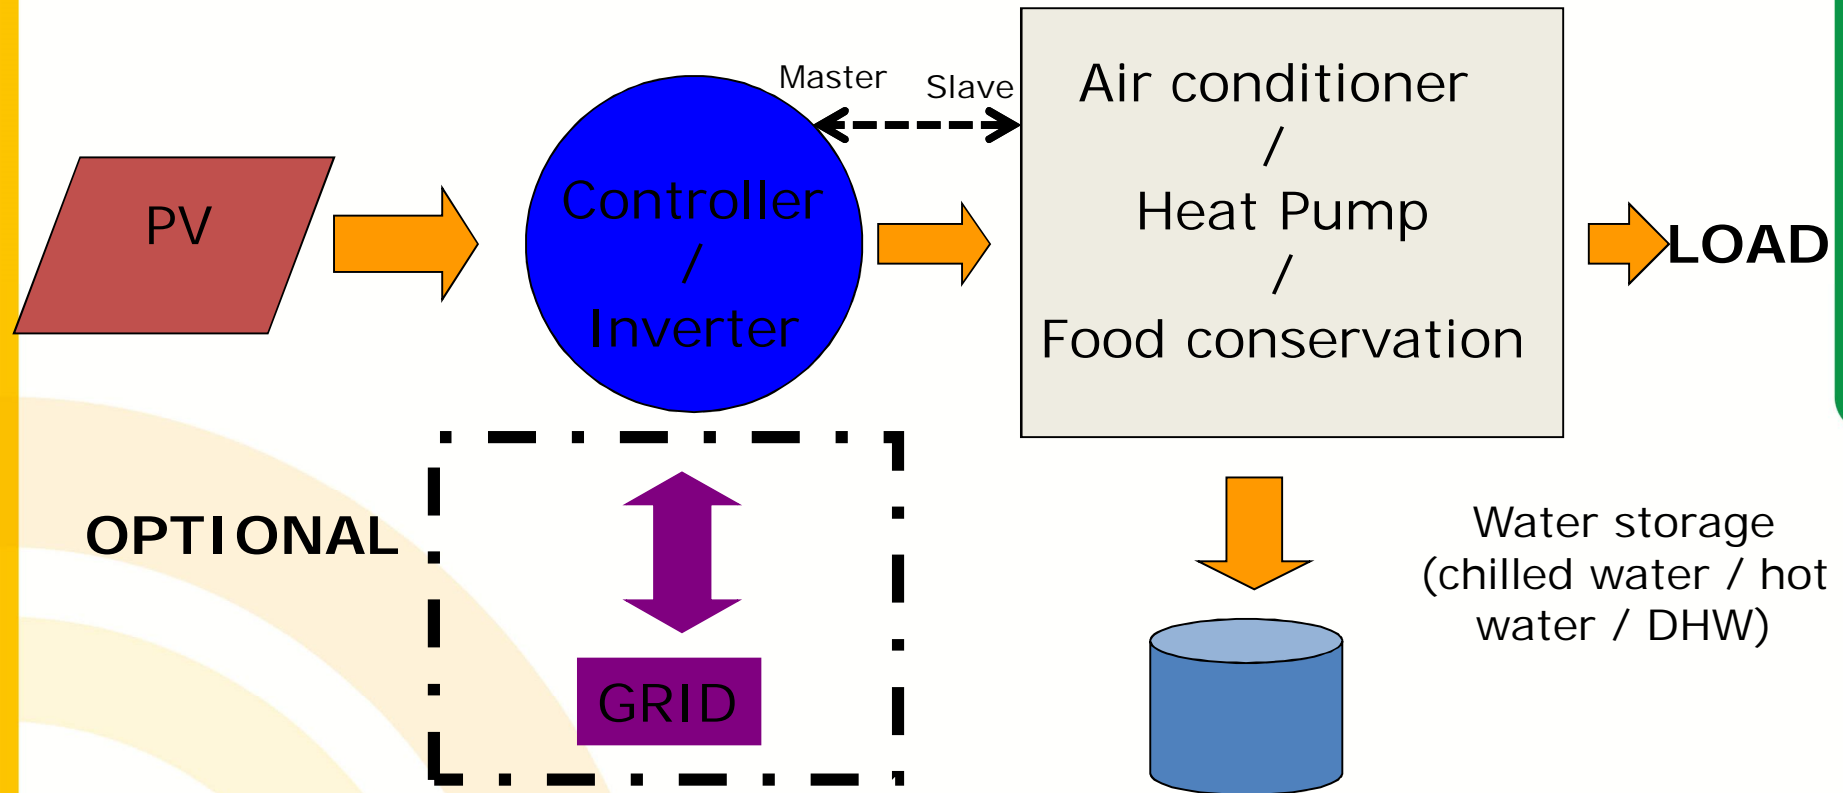 PV
Controller
/
Inverter
Master
Slave
Air conditioner
/
Heat Pump
/
Food conservation
LOAD
OPTIONAL
GRID
Water storage
(chilled water / hot
water / DHW)